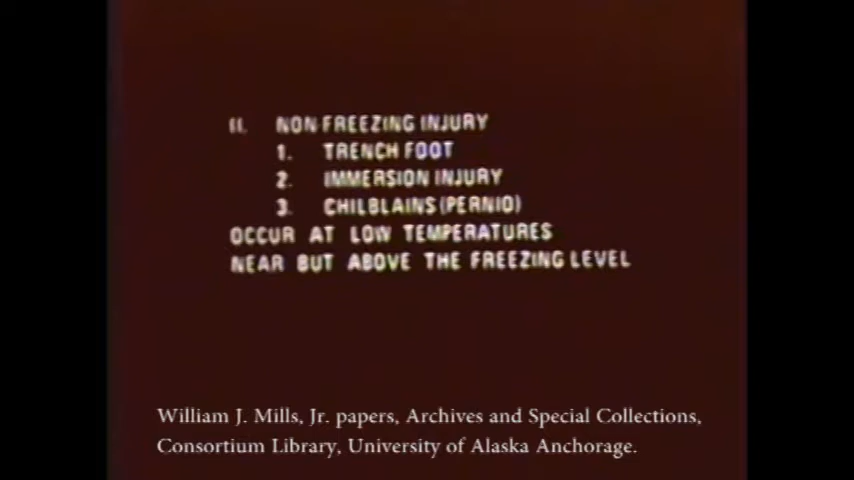 II. NON-FREEZING INJURY
1. TRENCH FOOT
2. IMMERSION INJURY
3. CHILBLAINS (PERNIO)
OCCUR AT LOW TEMPERATURES
NEAR BUT ABOVE THE FREEZING LEVEL
William J. Mills, Jr. papers, Archives and Special Collections,
Consortium Library, University of Alaska Anchorage.